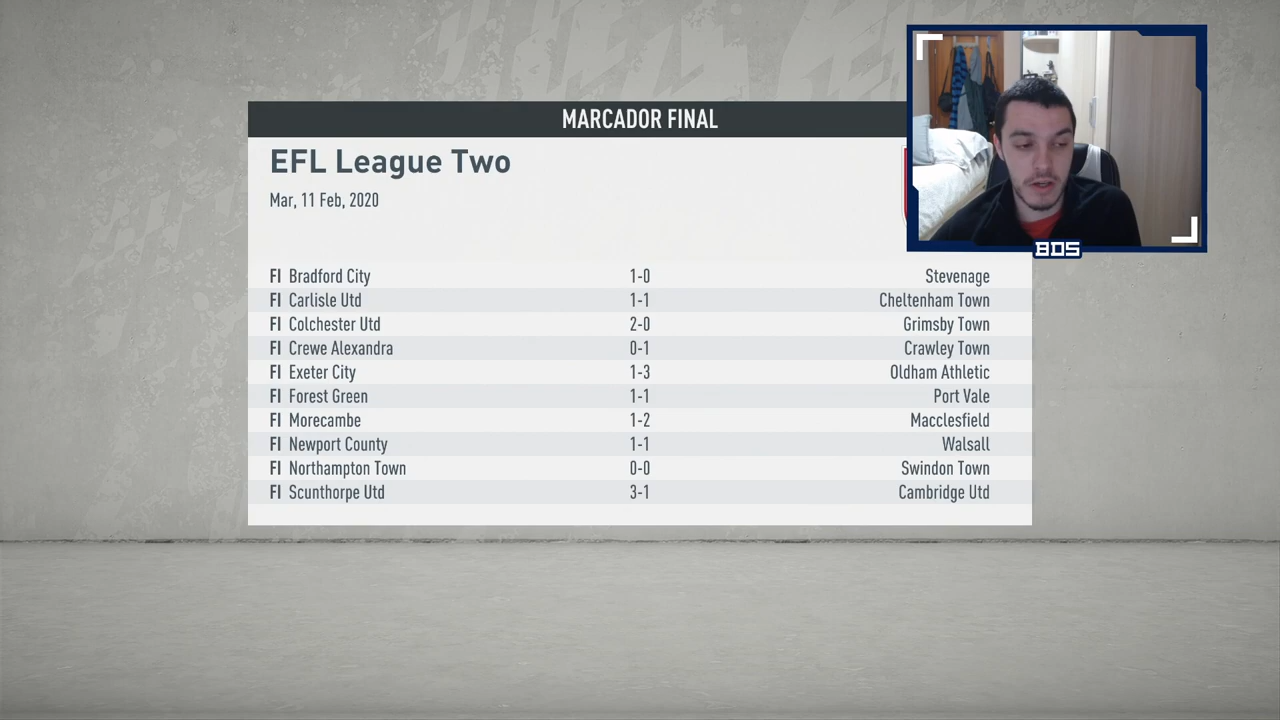 MARCADOR FINAL
EFL League Two
Mar, 11 Feb, 2020
BDS
FI Bradford City 1-0 Stevenage
FI Carlisle Utd 1-1 Cheltenham Town
FI Colchester Utd 2-0 Grimsby Town
FI Crewe Alexandra 0-1 Crawley Town
FI Exeter City 1-3 Oldham Athletic
FI Forest Green 1-1 Port Vale
FI Morecambe 1-2 Macclesfield
FI Newport County 1-1 Walsall
FI Northampton Town 0-0 Swindon Town
FI Scunthorpe Utd 3-1 Cambridge Utd